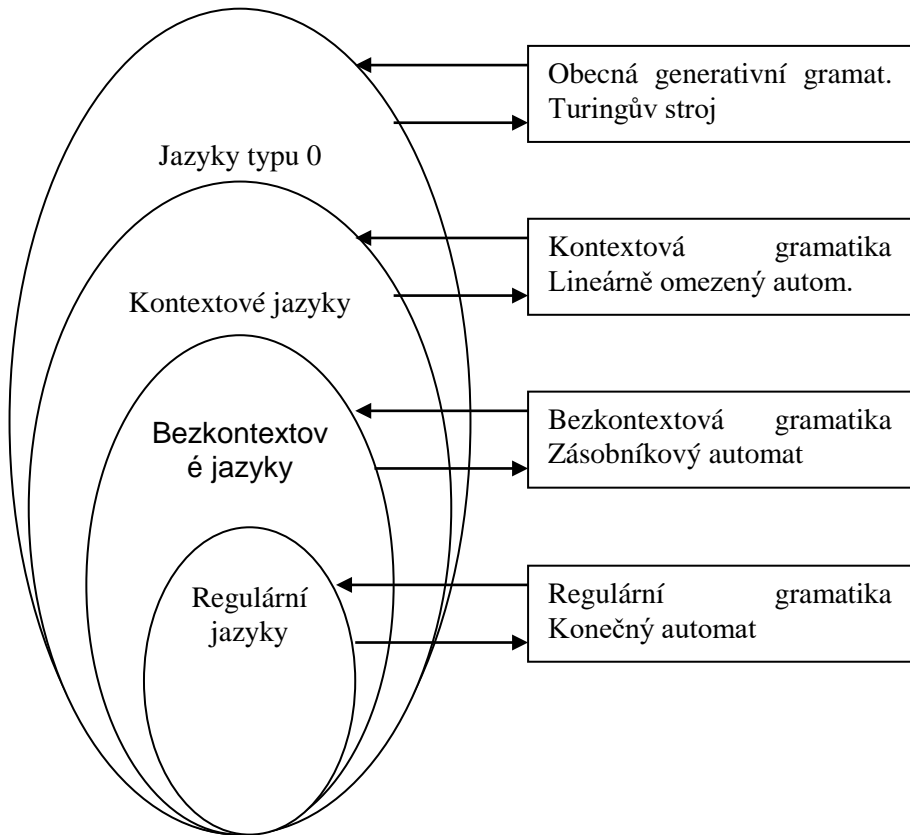 Obecná generativní gramat.
Turingův stroj
Jazyky typu 0
Kontextová gramatika
Lineárně omezený autom.
Kontextové jazyky
Bezkontextová gramatika
Zásobníkový automat
Bezkontextov
é jazyky
Regulární gramatika
Konečný automat
Regulární
jazyky